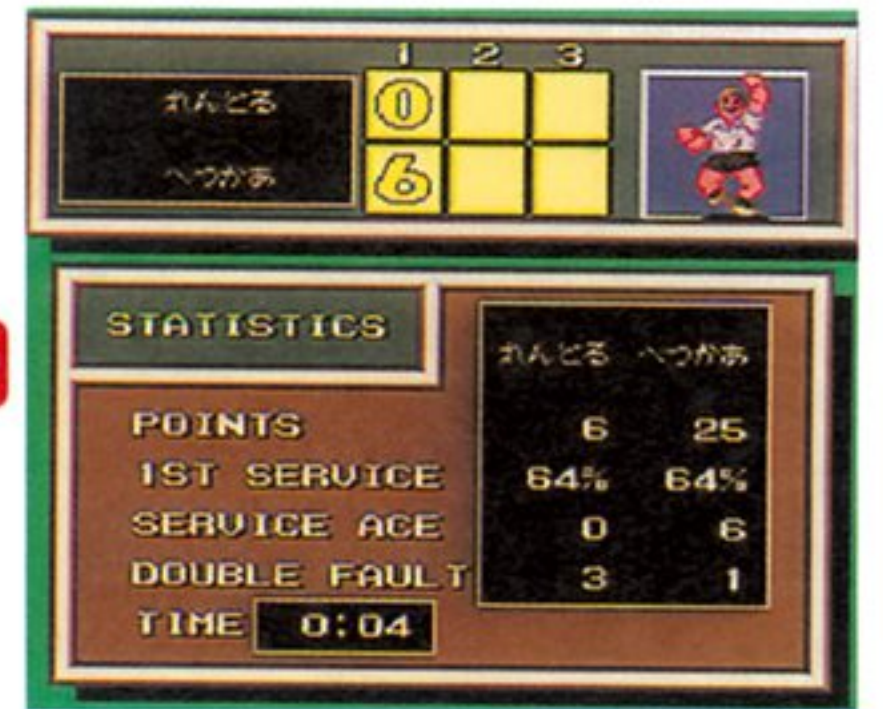 1 2 3
れんどる 0
へつかあ 6
STATISTICS
れんどる へつかあ
POINTS 6 25
1ST SERVICE 64% 64%
SERVICE ACE 0 6
DOUBLE FAULT 3 1
TIME 0:04